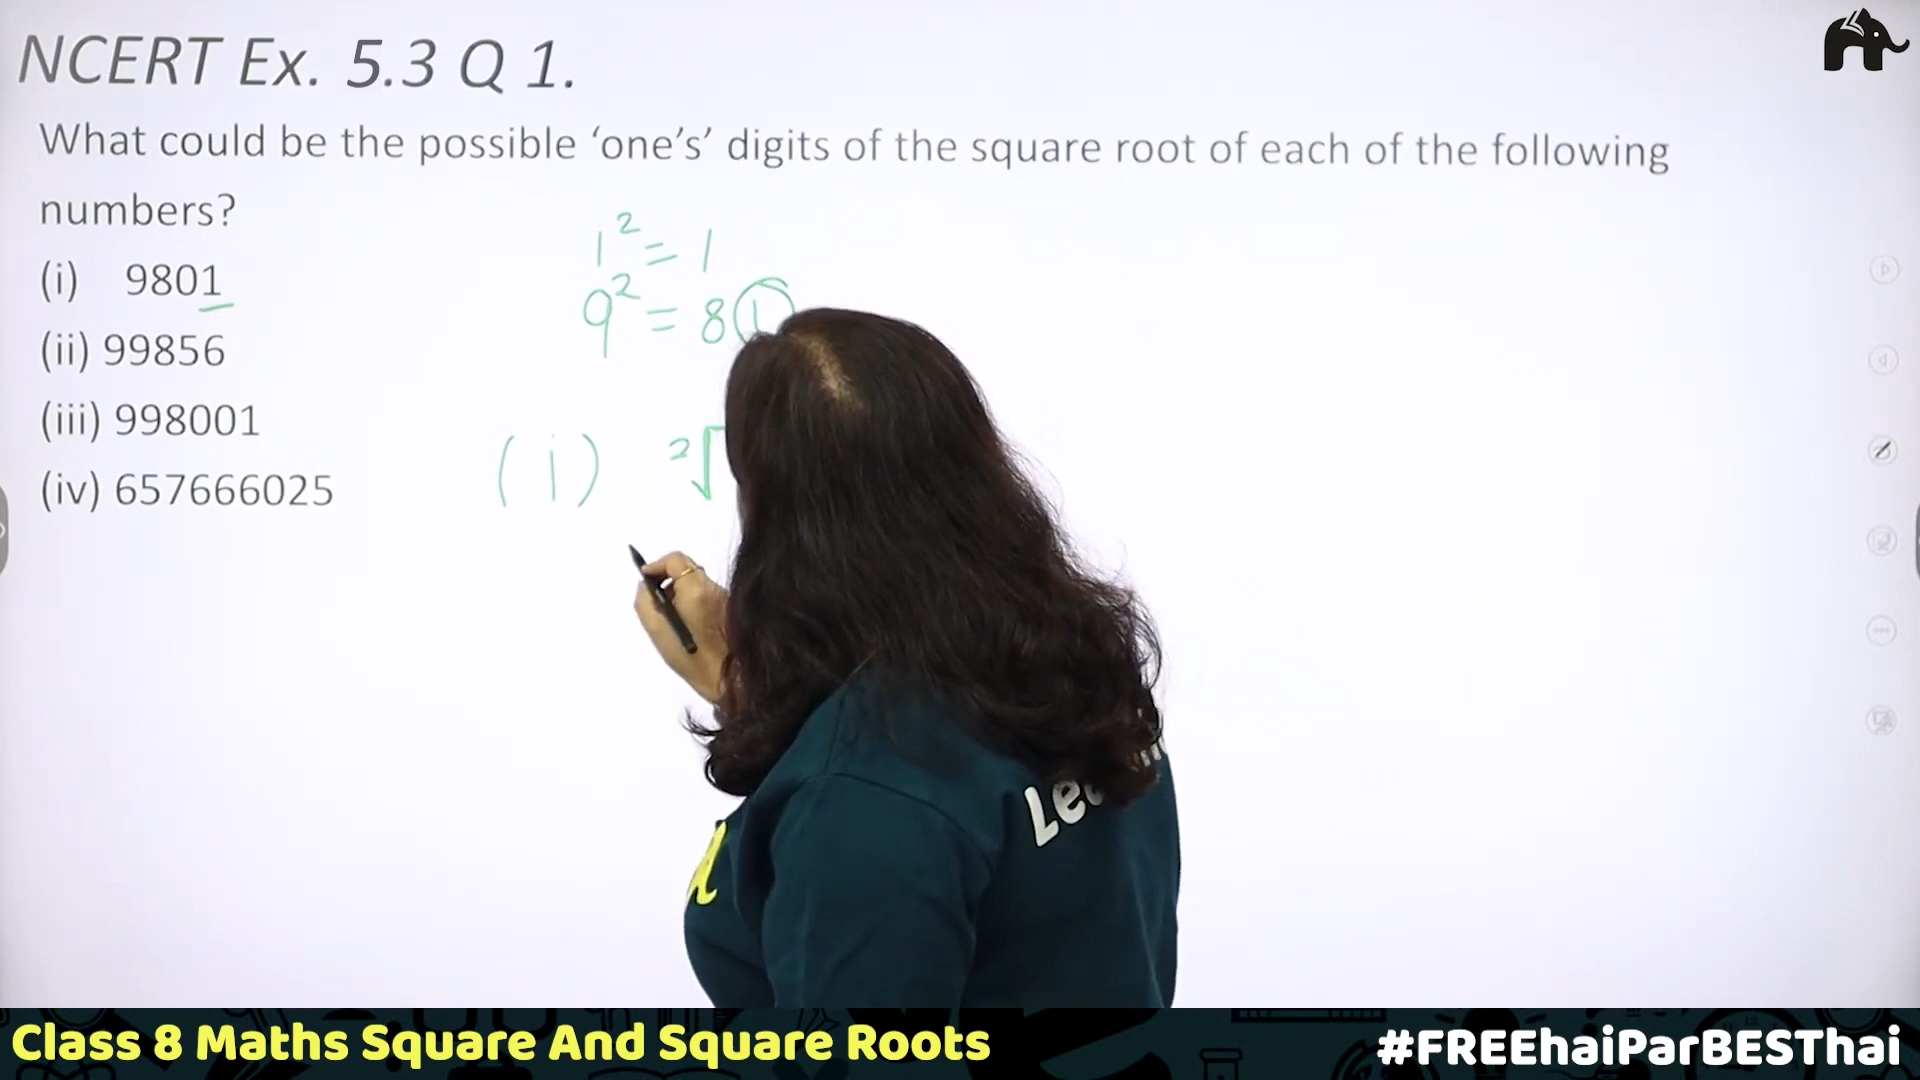 NCERT Ex. 5.3 Q 1.
What could be the possible ‘one’s’ digits of the square root of each of the following
numbers?
(i) 9801
(ii) 99856
(iii) 998001
(iv) 657666025
1² = 1
9² = 81
(i) ²√
Class 8 Maths Square And Square Roots
#FREEhaiParBESThai